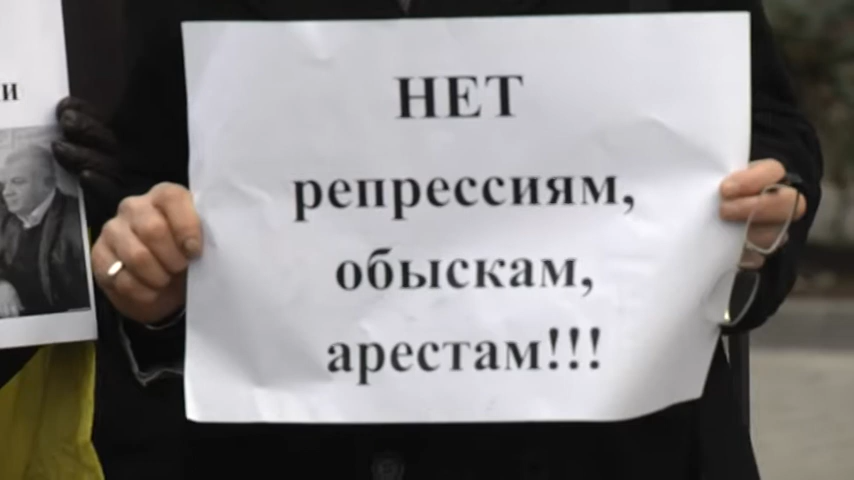 НЕТ
репрессиям,
обыскам,
арестам!!!
и